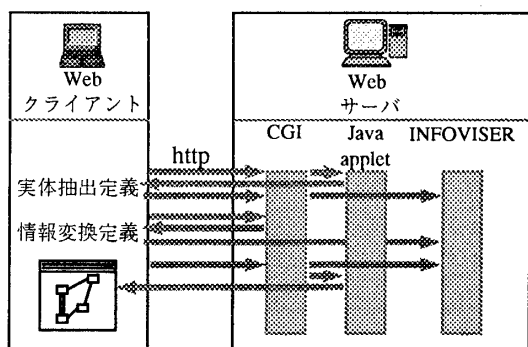 Web
クライアント
Web
サーバ
http
CGI
Java
applet
INFOVISER
実体抽出定義
情報変換定義